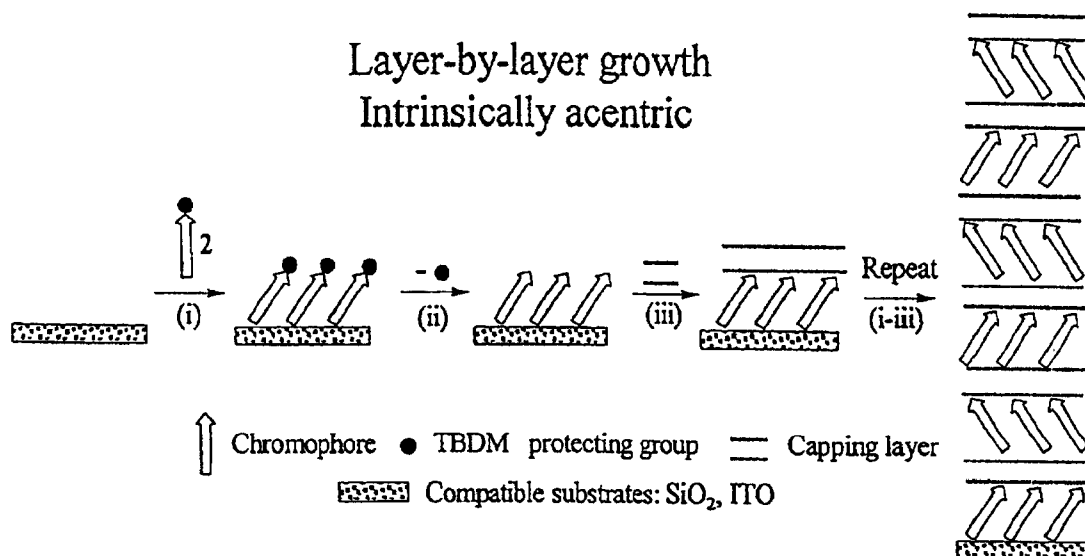 Layer-by-layer growth
Intrinsically acentric
2
(i)
- 
(ii)
(iii)
Repeat
(i-iii)
Chromophore
TBDM protecting group
Capping layer
Compatible substrates: SiO₂, ITO